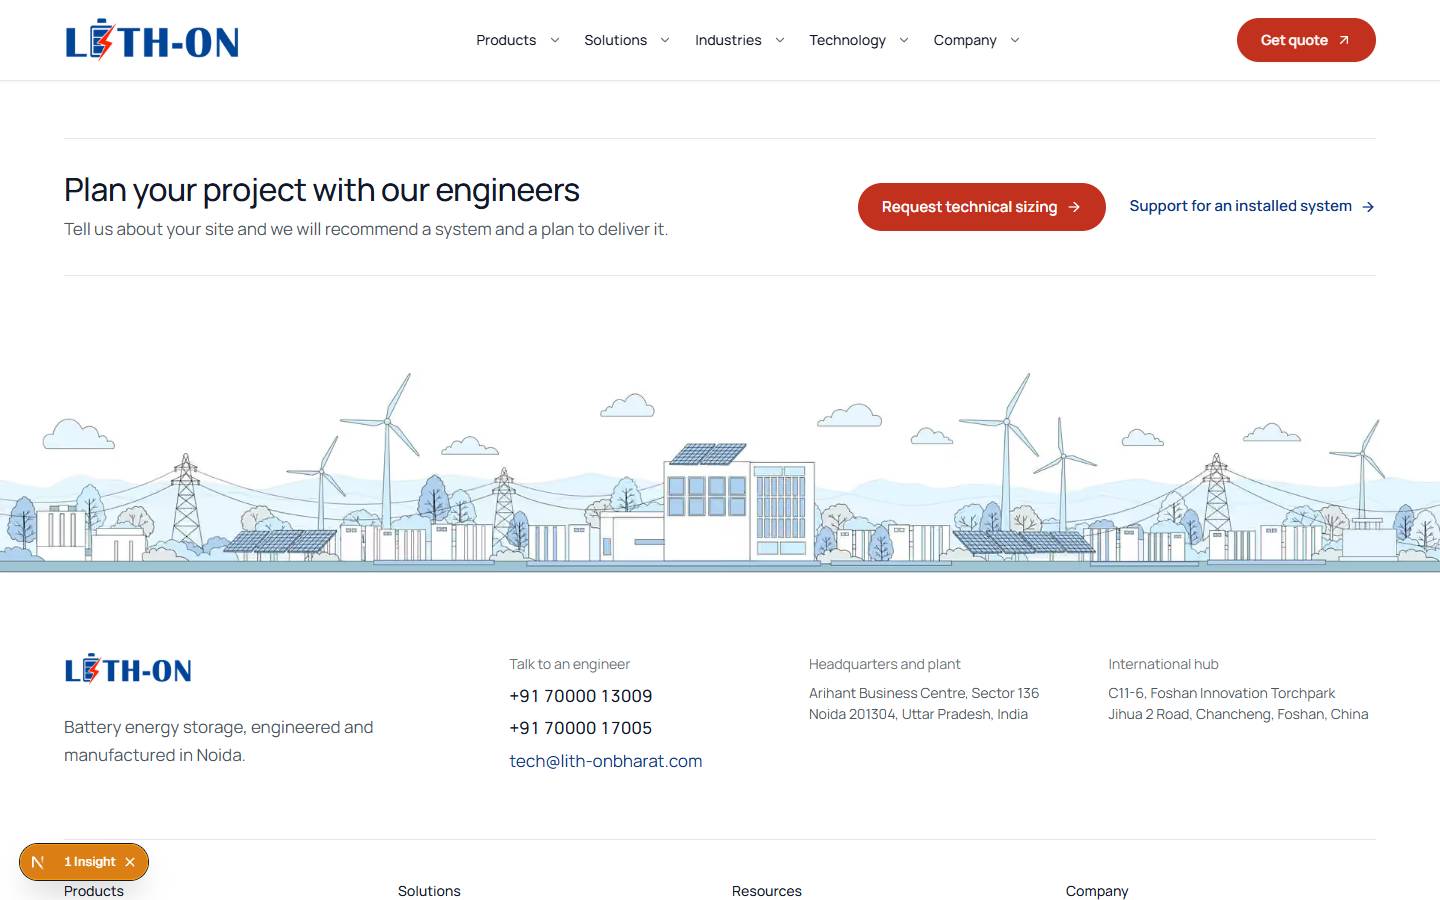 LITH-ON
Products
Solutions
Industries
Technology
Company
Get quote
Plan your project with our engineers
Tell us about your site and we will recommend a system and a plan to deliver it.
Request technical sizing
Support for an installed system
LITH-ON
Battery energy storage, engineered and
manufactured in Noida.
Talk to an engineer
+91 70000 13009
+91 70000 17005
tech@lith-onbharat.com
Headquarters and plant
Arihant Business Centre, Sector 136
Noida 201304, Uttar Pradesh, India
International hub
C11-6, Foshan Innovation Torchpark
Jihua 2 Road, Chancheng, Foshan, China
N 1 Insight
Products
Solutions
Resources
Company